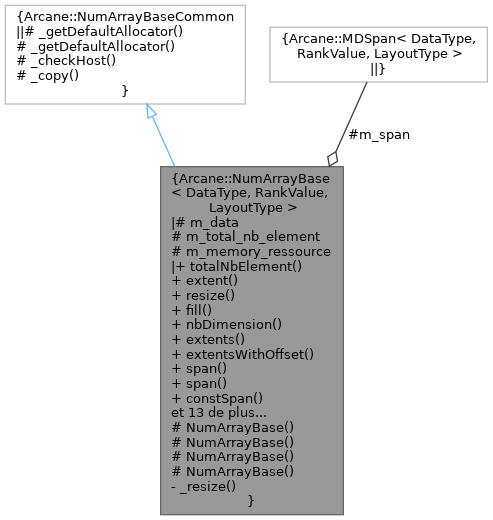 {Arcane::NumArrayBaseCommon
||# _getDefaultAllocator()
# _getDefaultAllocator()
# _checkHost()
# _copy()
}
{Arcane::MDSpan< DataType,
RankValue, LayoutType >
||}
#m_span
{Arcane::NumArrayBase
< DataType, RankValue,
LayoutType >
|# m_data
# m_total_nb_element
# m_memory_ressource
|+ totalNbElement()
+ extent()
+ resize()
+ fill()
+ nbDimension()
+ extents()
+ extentsWithOffset()
+ span()
+ span()
+ constSpan()
et 13 de plus...
# NumArrayBase()
# NumArrayBase()
# NumArrayBase()
# NumArrayBase()
- _resize()
}